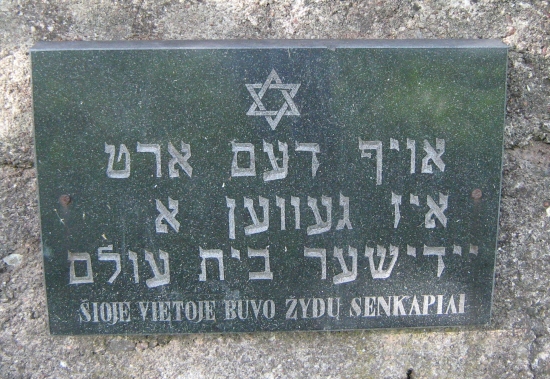 אויף דעם ארט
איז געווען א
יידישער בית עולם
ŠIOJE VIETOJE BUVO ŽYDŲ SENKAPIAI